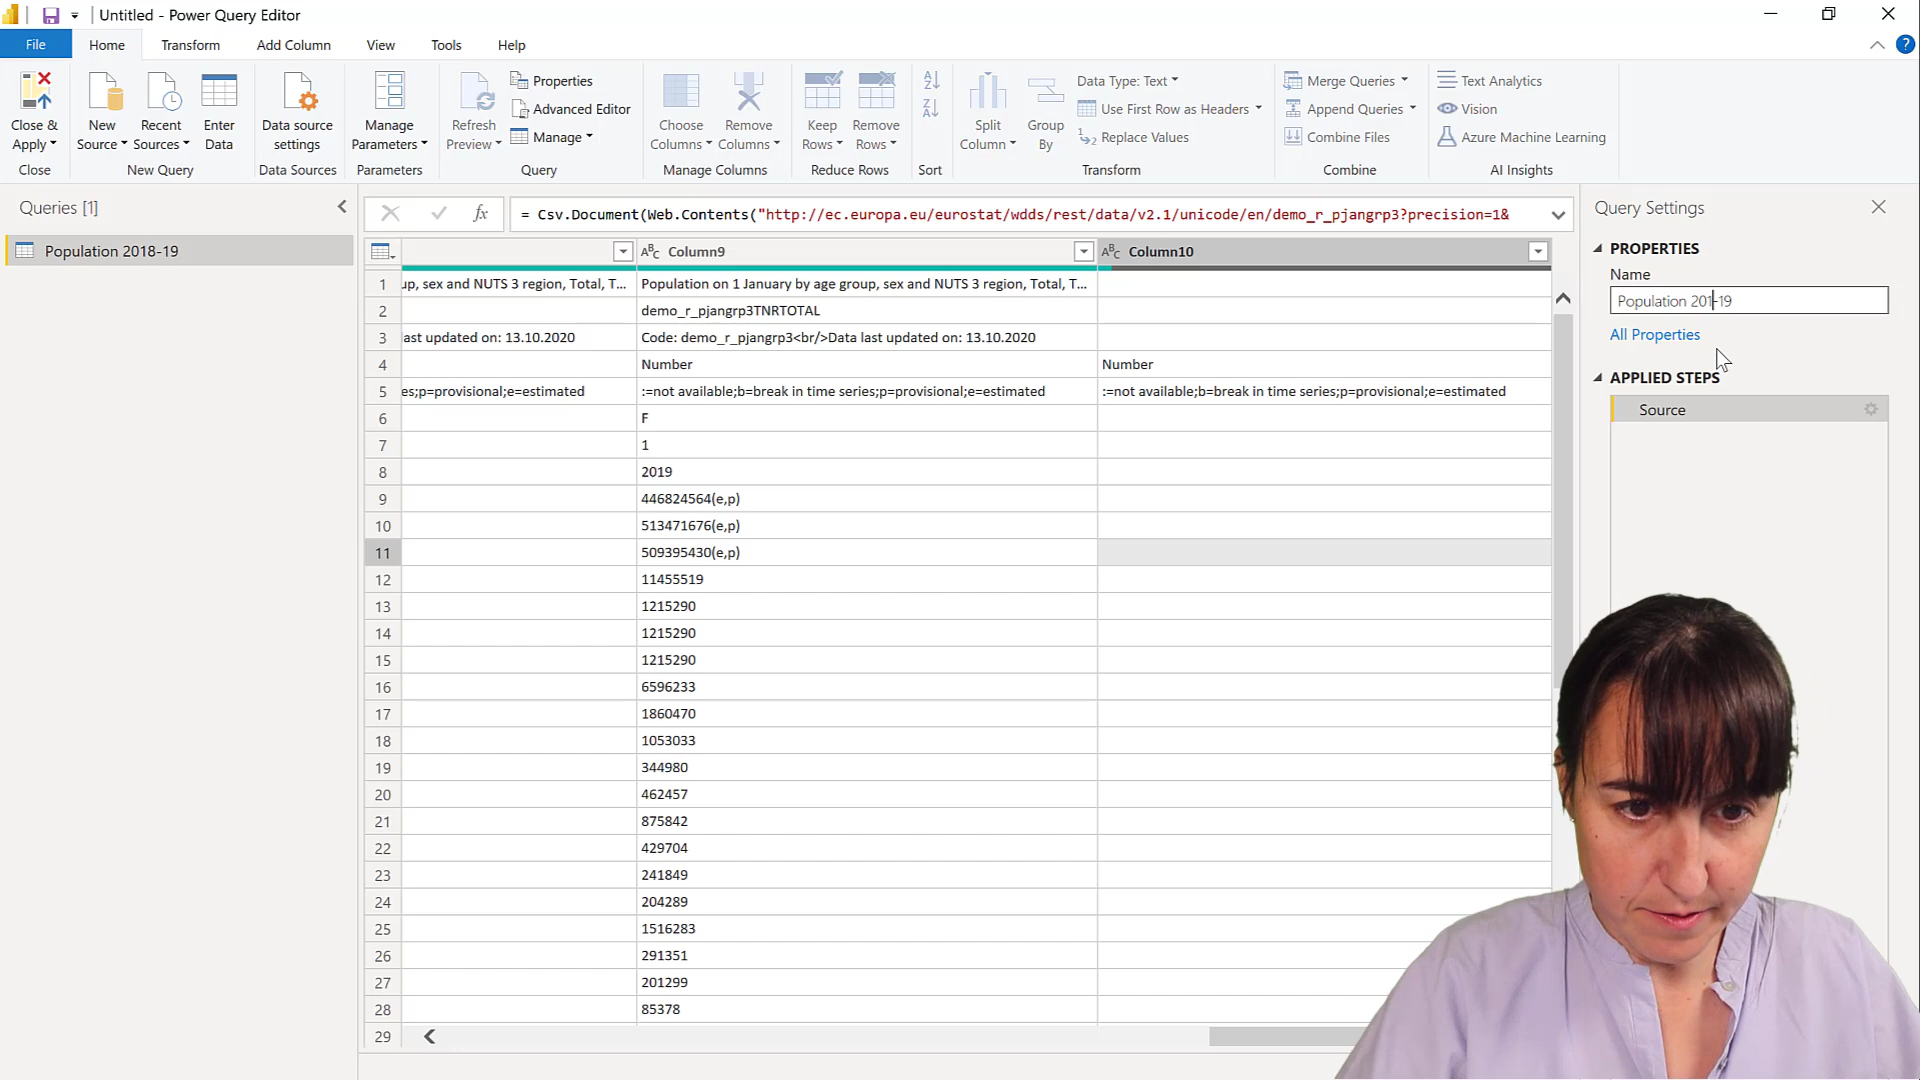 Untitled - Power Query Editor
File Home Transform Add Column View Tools Help
Close & Apply
Close
New Source
Recent Sources
Enter Data
New Query
Data source settings
Data Sources
Manage Parameters
Parameters
Refresh Preview
Properties
Advanced Editor
Manage
Query
Choose Columns
Remove Columns
Manage Columns
Keep Rows
Remove Rows
Reduce Rows
Sort
Split Column
Group By
Data Type: Text
Use First Row as Headers
Replace Values
Transform
Merge Queries
Append Queries
Combine Files
Combine
Text Analytics
Vision
Azure Machine Learning
AI Insights
Queries [1]
Population 2018-19
fx = Csv.Document(Web.Contents("http://ec.europa.eu/eurostat/wdds/rest/data/v2.1/unicode/en/demo_r_pjangrp3?precision=1&
ABC Column9 ABC Column10
1 up, sex and NUTS 3 region, Total, T... Population on 1 January by age group, sex and NUTS 3 region, Total, T...
2 demo_r_pjangrp3TNRTOTAL
3 ast updated on: 13.10.2020 Code: demo_r_pjangrp3<br/>Data last updated on: 13.10.2020
4 Number Number
5 es;p=provisional;e=estimated :=not available;b=break in time series;p=provisional;e=estimated :=not available;b=break in time series;p=provisional;e=estimated
6 F
7 1
8 2019
9 446824564(e,p)
10 513471676(e,p)
11 509395430(e,p)
12 11455519
13 1215290
14 1215290
15 1215290
16 6596233
17 1860470
18 1053033
19 344980
20 462457
21 875842
22 429704
23 241849
24 204289
25 1516283
26 291351
27 201299
28 85378
29
Query Settings
PROPERTIES
Name
Population 201-19
All Properties
APPLIED STEPS
Source